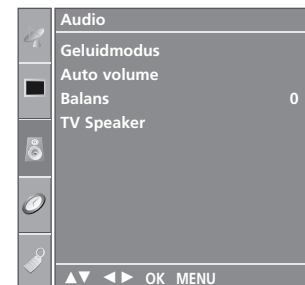 Audio
Geluidmodus
Auto volume
Balans 0
TV Speaker
▲▼ ◄► OK MENU